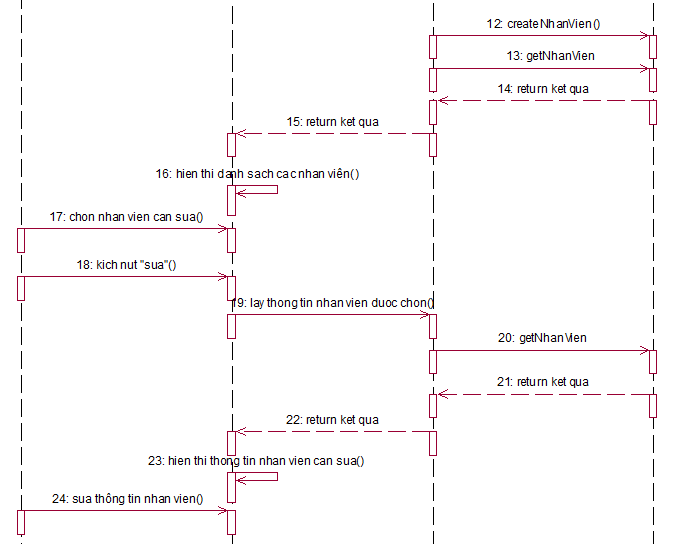 12: createNhanVien()
13: getNhanVien
14: return ket qua
15: return ket qua
16: hien thi danh sach cac nhan viên()
17: chon nhan vien can sua()
18: kich nut "sua"()
19: lay thong tin nhan vien duoc chon()
20: getNhanVien
21: return ket qua
22: return ket qua
23: hien thi thong tin nhan vien can sua()
24: sua thông tin nhan vien()